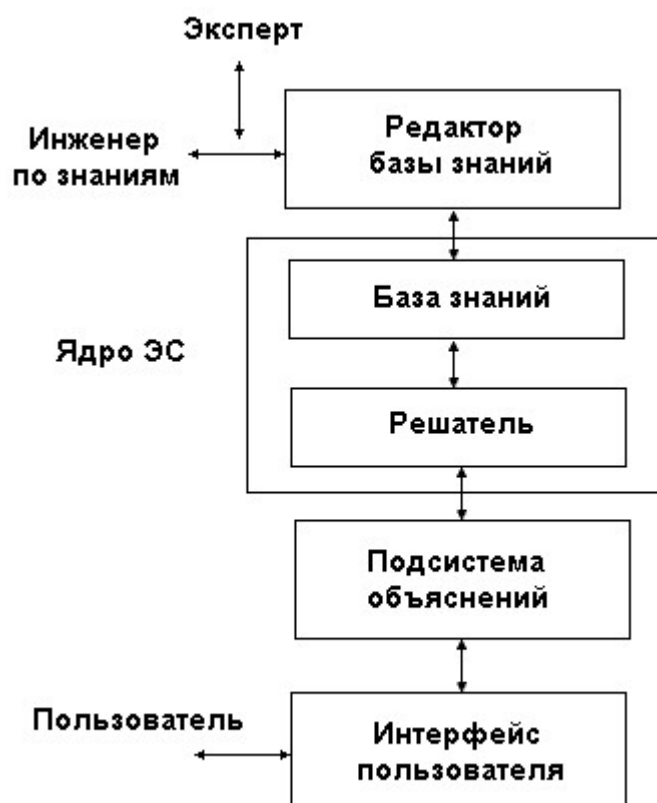 Эксперт
Редактор
базы знаний
Инженер
по знаниям
База знаний
Ядро ЭС
Решатель
Подсистема
объяснений
Пользователь
Интерфейс
пользователя